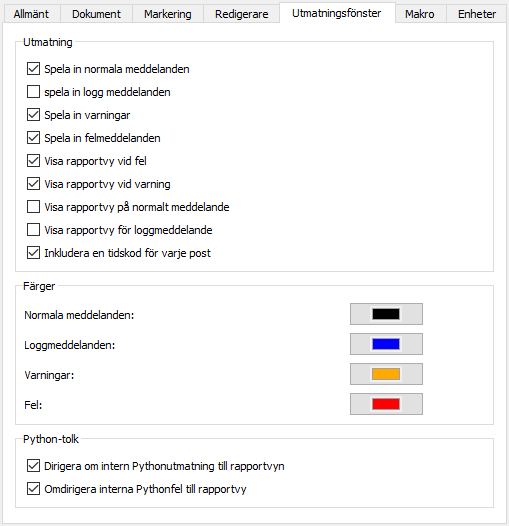 Allmänt Dokument Markering Redigerare Utmatningsfönster Makro Enheter
Utmatning
Spela in normala meddelanden
spela in logg meddelanden
Spela in varningar
Spela in felmeddelanden
Visa rapportvy vid fel
Visa rapportvy vid varning
Visa rapportvy på normalt meddelande
Visa rapportvy för loggmeddelande
Inkludera en tidskod för varje post
Färger
Normala meddelanden:
Loggmeddelanden:
Varningar:
Fel:
Python-tolk
Dirigera om intern Pythonutmatning till rapportvyn
Omdirigera interna Pythonfel till rapportvy